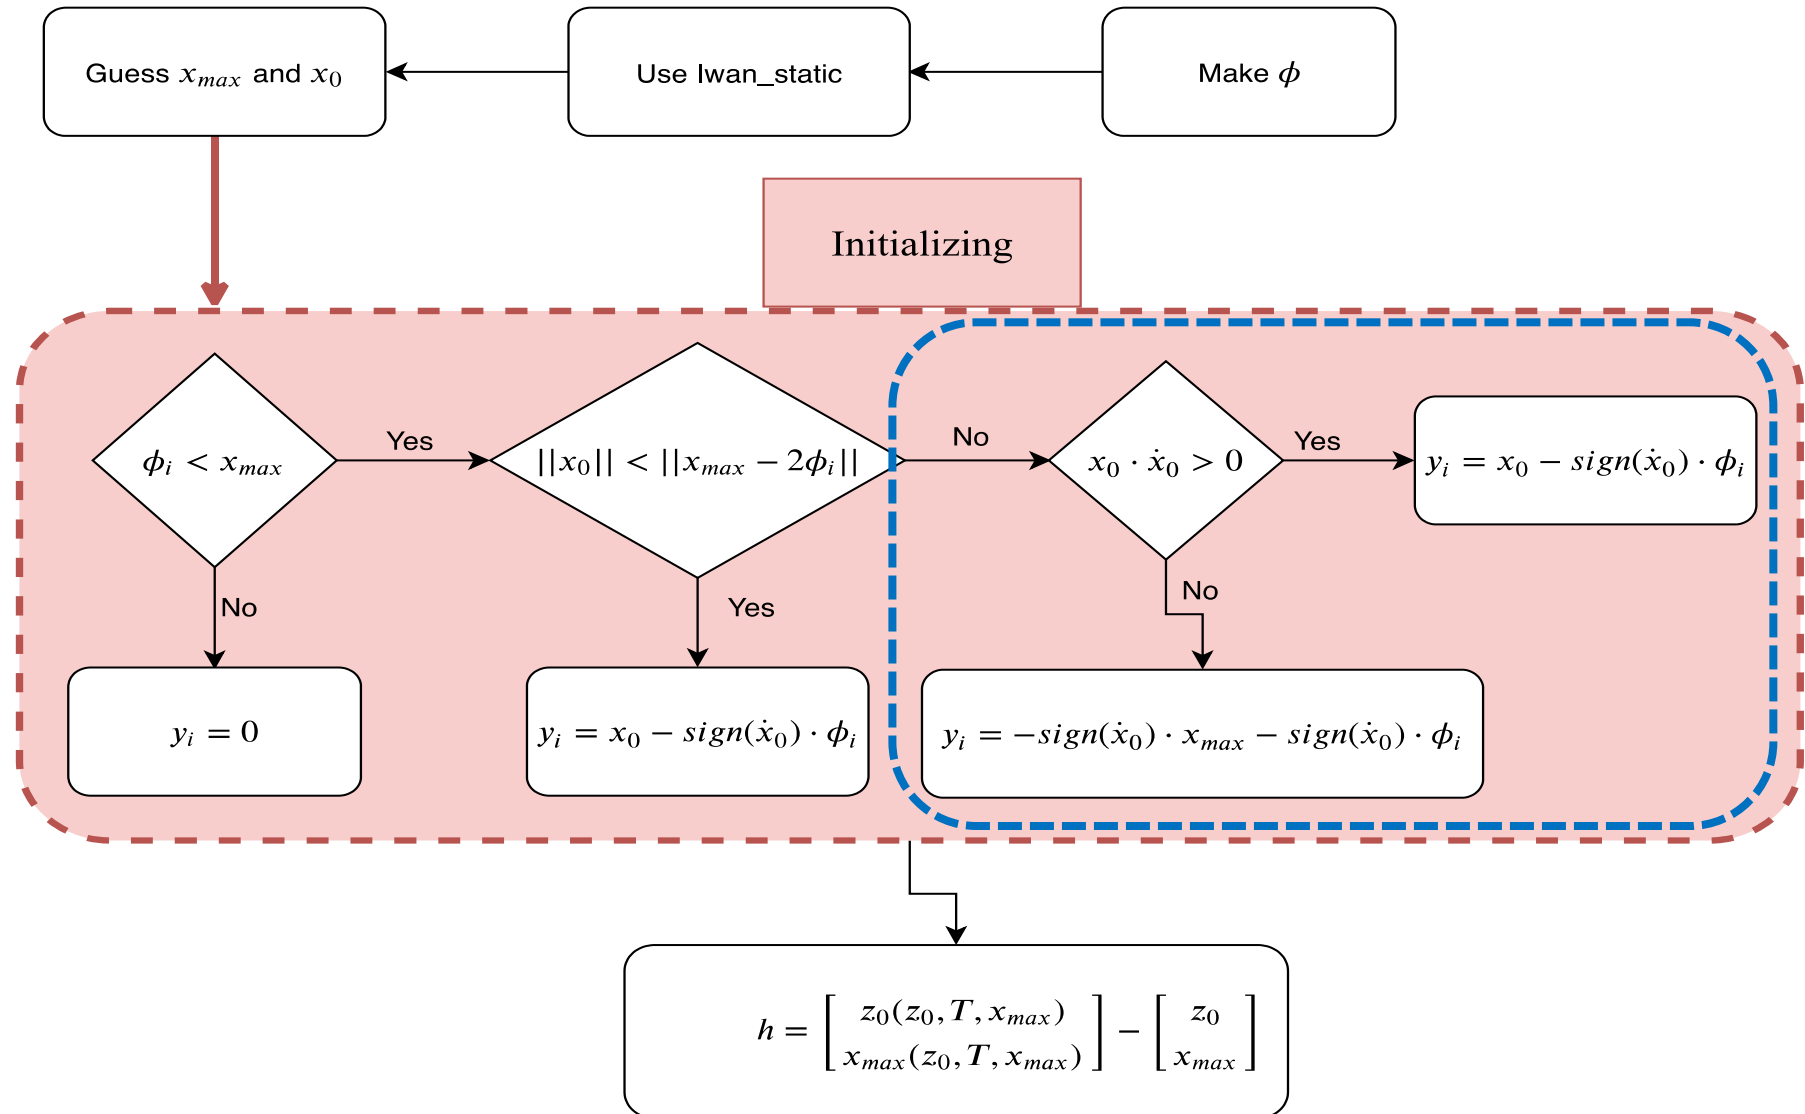 Guess $x_{max}$ and $x_0$
Use Iwan_static
Make $\phi$
Initializing
$\phi_i < x_{max}$
Yes
$||x_0|| < ||x_{max} - 2\phi_i||$
No
$x_0 \cdot \dot{x}_0 > 0$
Yes
$y_i = x_0 - sign(\dot{x}_0) \cdot \phi_i$
No
Yes
No
$y_i = 0$
$y_i = x_0 - sign(\dot{x}_0) \cdot \phi_i$
$y_i = -sign(\dot{x}_0) \cdot x_{max} - sign(\dot{x}_0) \cdot \phi_i$
$h = \begin{bmatrix} z_0(z_0, T, x_{max}) \\ x_{max}(z_0, T, x_{max}) \end{bmatrix} - \begin{bmatrix} z_0 \\ x_{max} \end{bmatrix}$